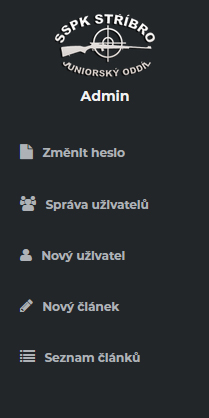 SSPK STŘÍBRO
JUNIORSKÝ ODDÍL
Admin
Změnit heslo
Správa uživatelů
Nový uživatel
Nový článek
Seznam článků